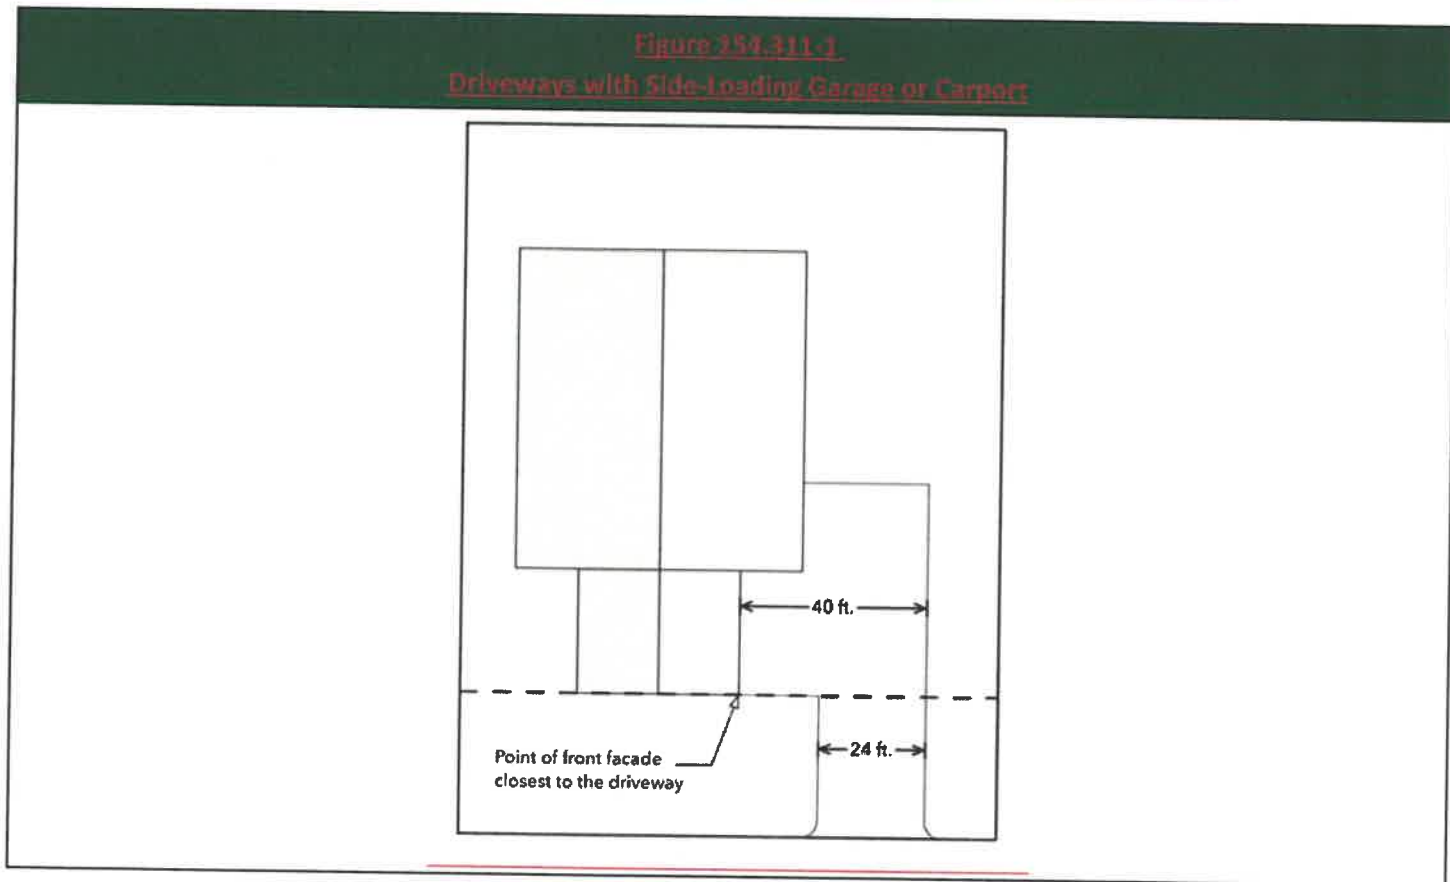 Figure 154.311-1
Driveways with Side-Loading Garage or Carport
40 ft.
24 ft.
Point of front facade
closest to the driveway